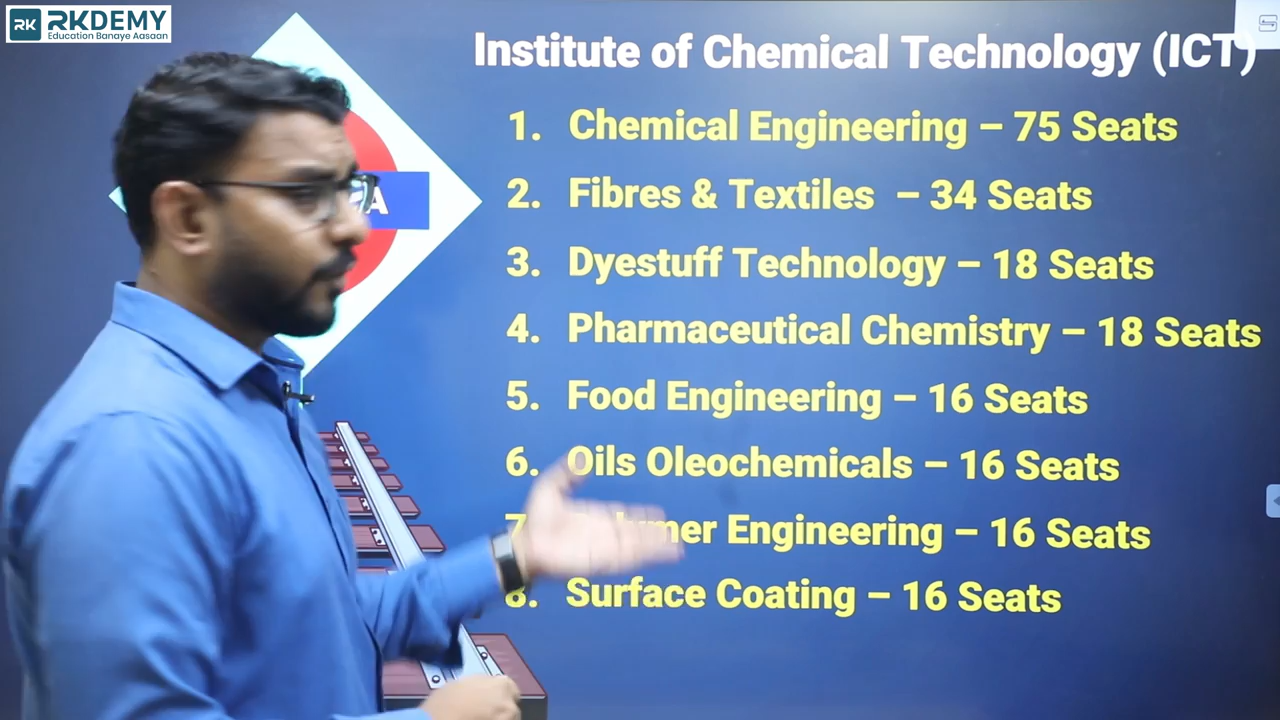 RK RKDEMY
Education Banaye Aasaan
Institute of Chemical Technology (ICT)
1. Chemical Engineering – 75 Seats
2. Fibres & Textiles – 34 Seats
3. Dyestuff Technology – 18 Seats
4. Pharmaceutical Chemistry – 18 Seats
5. Food Engineering – 16 Seats
6. Oils Oleochemicals – 16 Seats
7. Polymer Engineering – 16 Seats
8. Surface Coating – 16 Seats